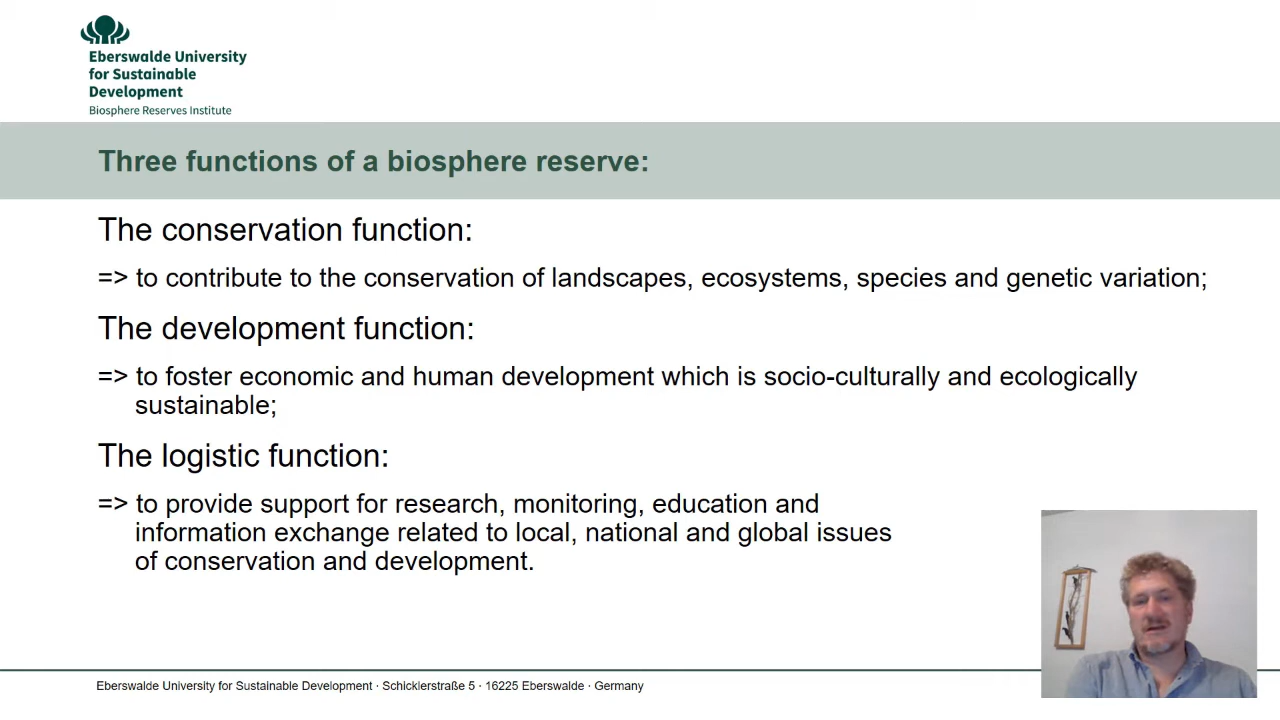 Eberswalde University
for Sustainable
Development
Biosphere Reserves Institute
Three functions of a biosphere reserve:
The conservation function:
=> to contribute to the conservation of landscapes, ecosystems, species and genetic variation;
The development function:
=> to foster economic and human development which is socio-culturally and ecologically
sustainable;
The logistic function:
=> to provide support for research, monitoring, education and
information exchange related to local, national and global issues
of conservation and development.
Eberswalde University for Sustainable Development · Schicklerstraße 5 · 16225 Eberswalde · Germany